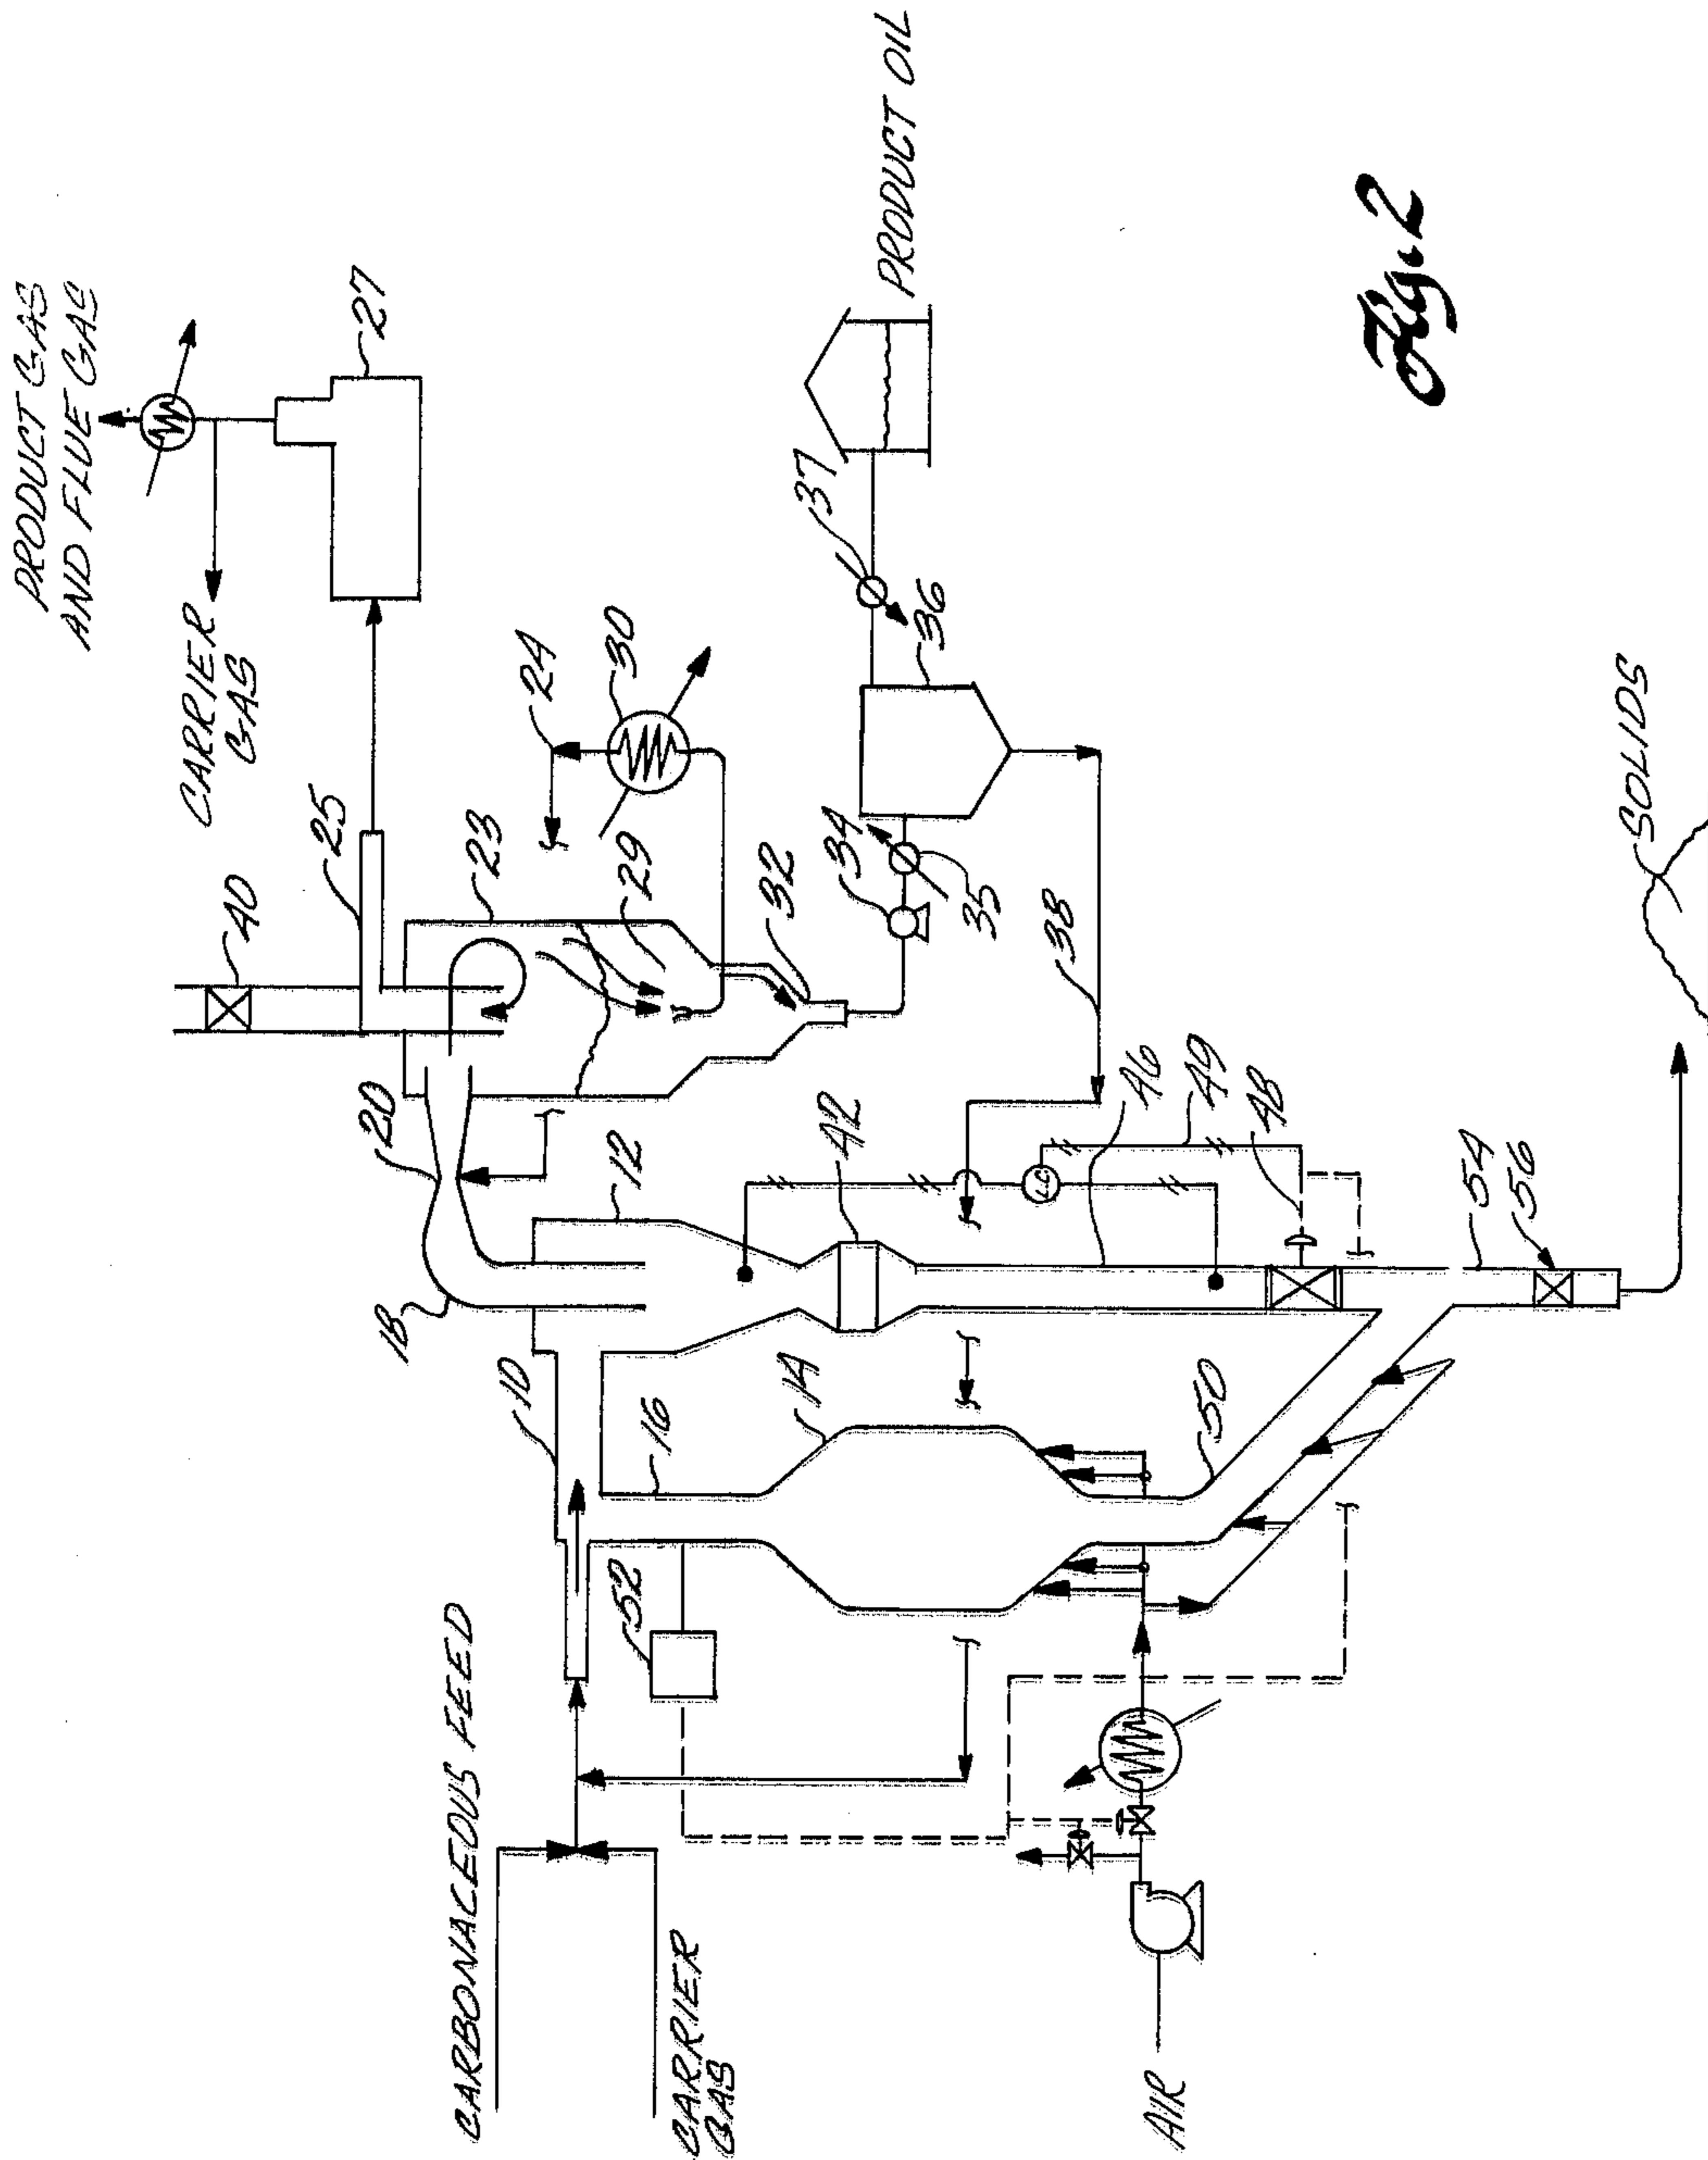 PRODUCT GAS
AND FLUE GAS
CARRIER
GAS
27
25
40
23
24
30
29
32
34
35
36
37
PRODUCT OIL
38
20
18
12
42
46
49
48
L.C.
10
16
14
50
52
54
56
SOLIDS
CARBONACEOUS FEED
CARRIER
GAS
AIR
Fig. 2